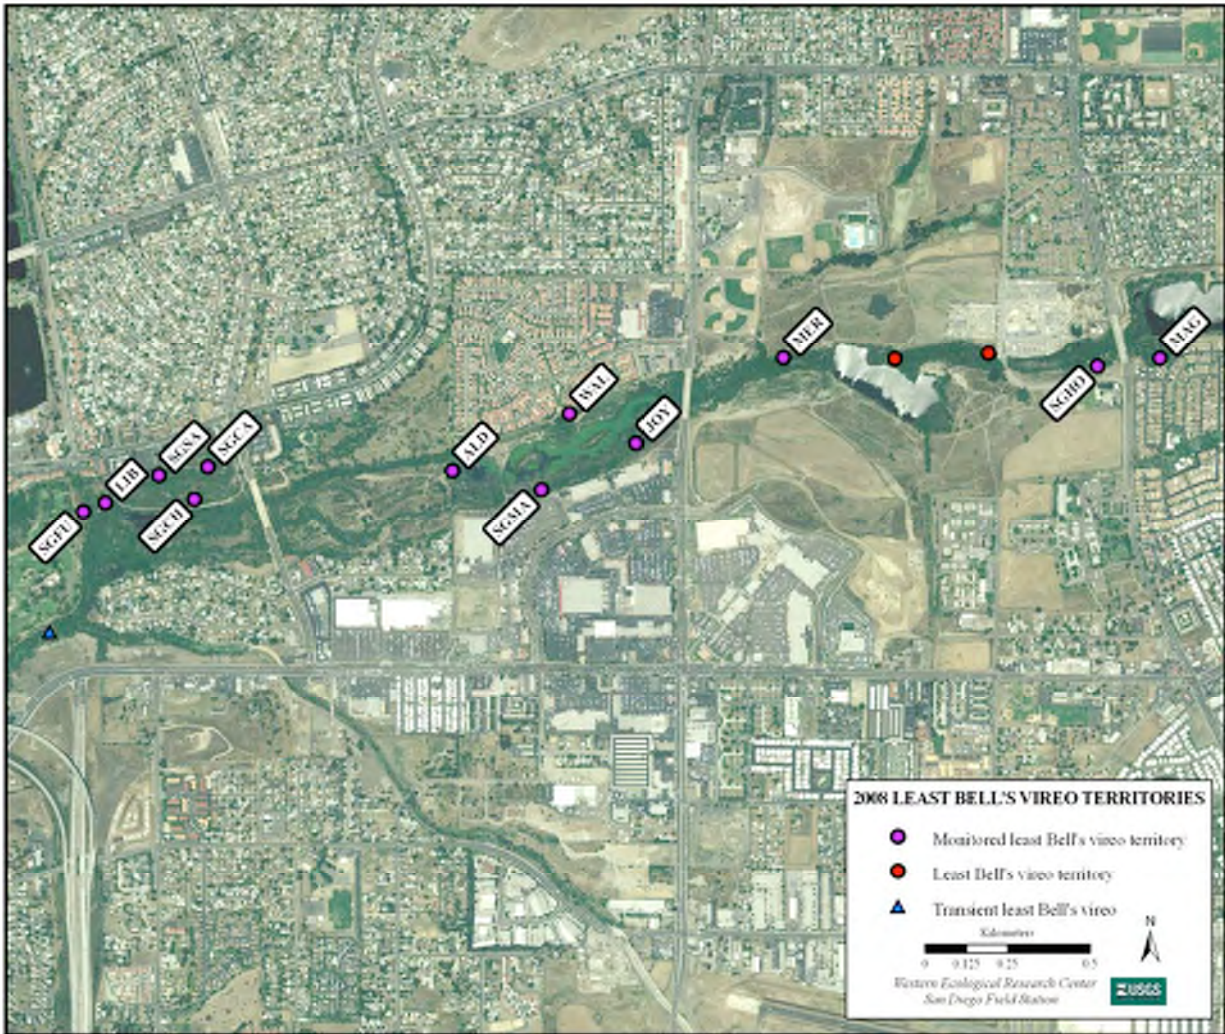 MER
MAG
SGHO
WAL
JOY
ALD
SGMA
SGCA
SGSA
LIB
SGCH
SGFU
2008 LEAST BELL'S VIREO TERRITORIES
Monitored least Bell's vireo territory
Least Bell's vireo territory
Transient least Bell's vireo
N
Kilometers
0 0.125 0.25 0.5
Western Ecological Research Center
San Diego Field Station
USGS